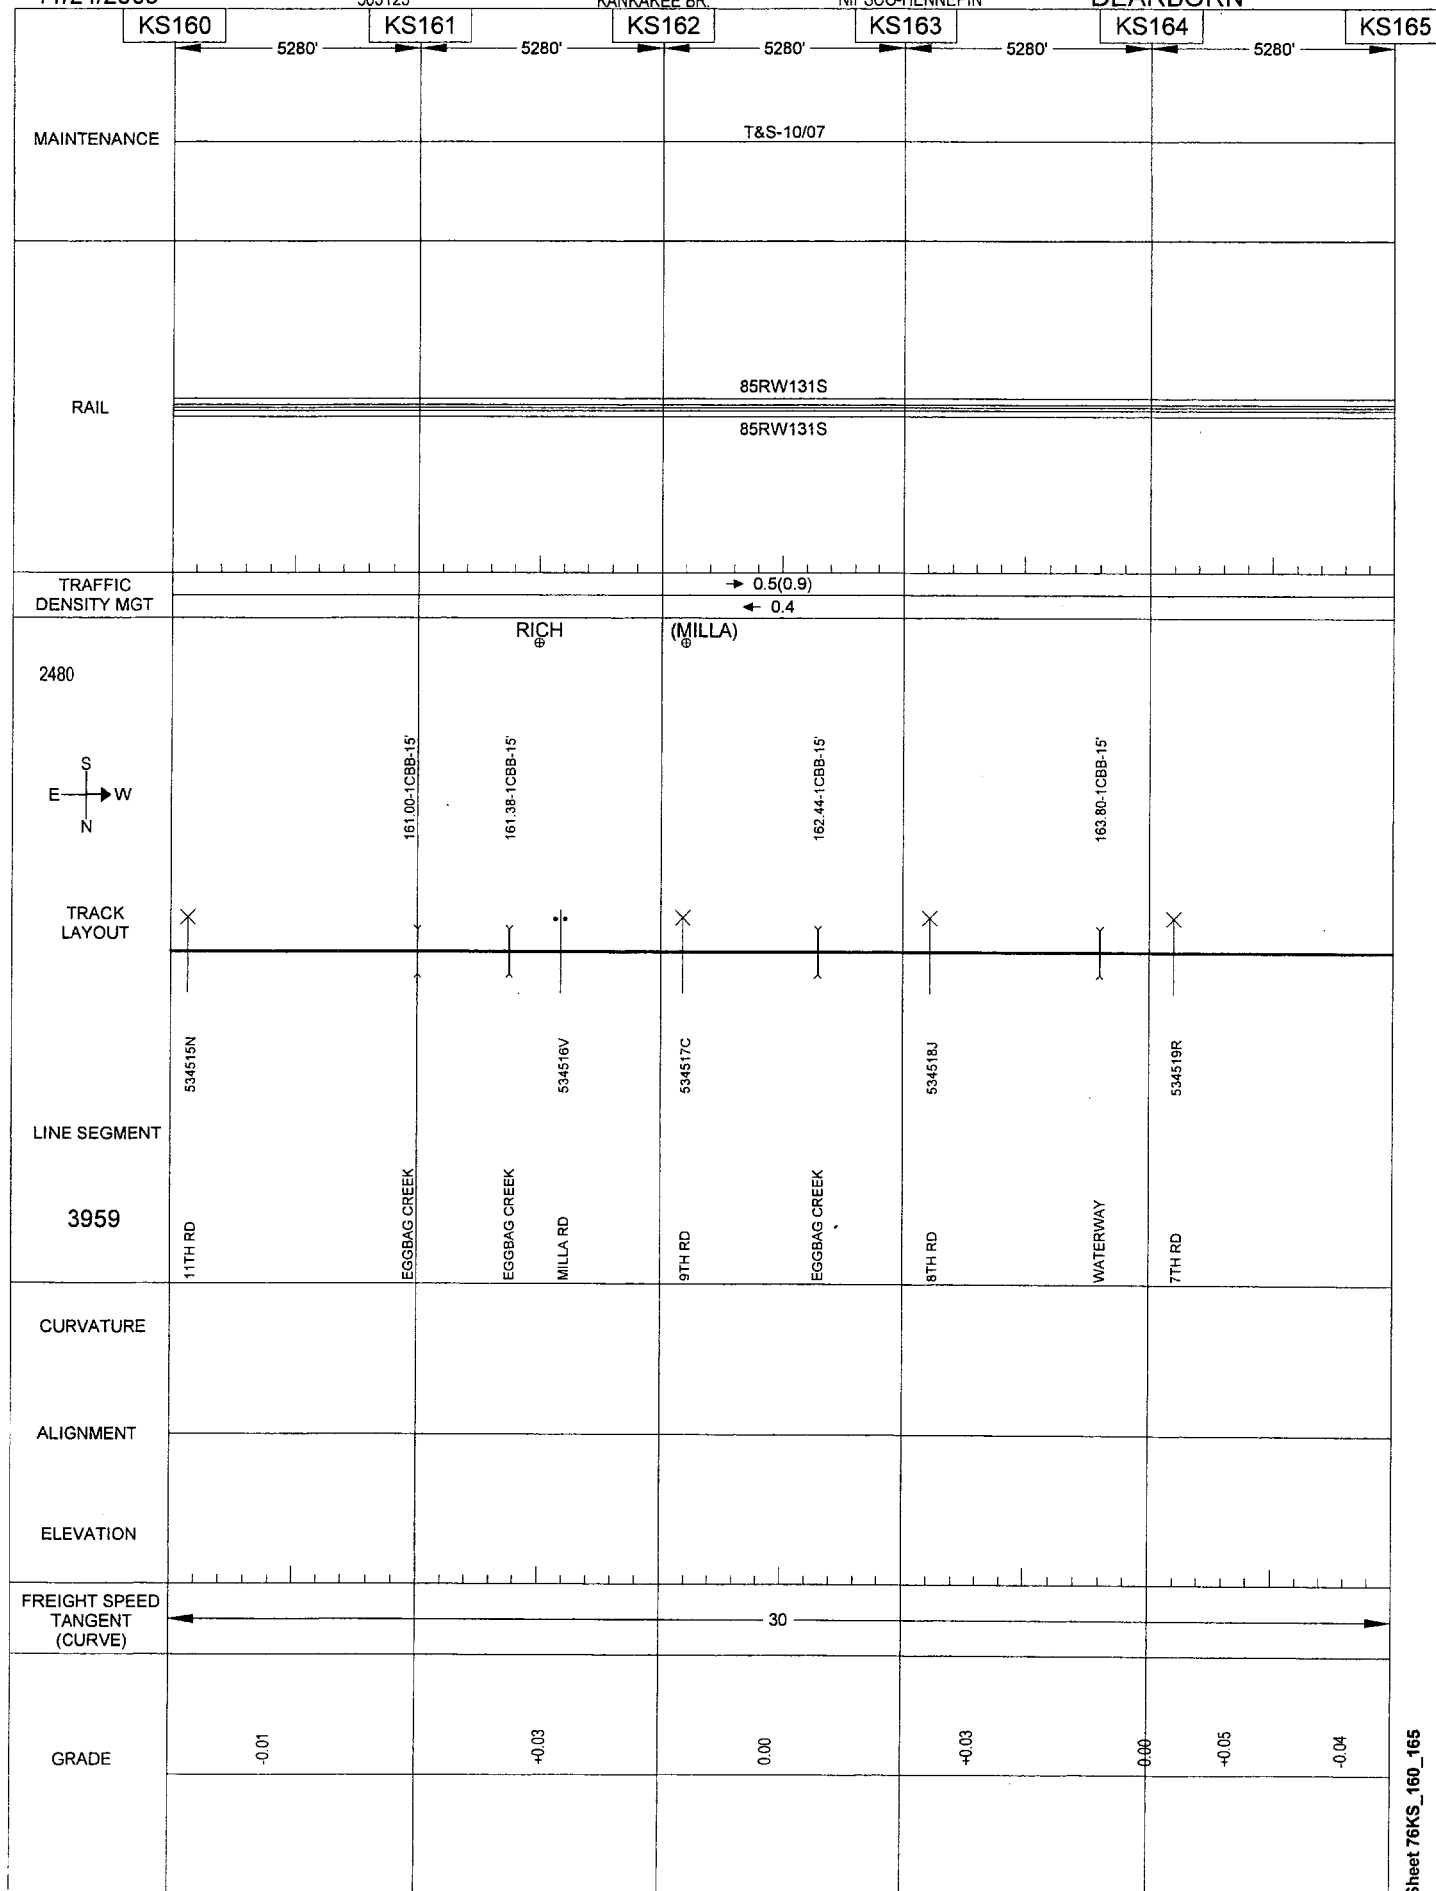 KANKAKEE BR.
DEARBORN
KS160 KS161 KS162 KS163 KS164 KS165
5280' 5280' 5280' 5280' 5280'
MAINTENANCE
T&S-10/07
RAIL
85RW131S
85RW131S
TRAFFIC
DENSITY MGT
→ 0.5(0.9)
← 0.4
RICH (MILLA)
2480
S
E W
N
161.00-1CBB-15'
161.38-1CBB-15'
162.44-1CBB-15'
163.80-1CBB-15'
TRACK
LAYOUT
534515N
534516V
534517C
534518J
534519R
LINE SEGMENT
3959
11TH RD
EGGBAG CREEK
EGGBAG CREEK
MILLA RD
9TH RD
EGGBAG CREEK
8TH RD
WATERWAY
7TH RD
CURVATURE
ALIGNMENT
ELEVATION
FREIGHT SPEED
TANGENT
(CURVE)
30
GRADE
-0.01
+0.03
0.00
+0.03
0.00
+0.05
-0.04
Sheet 76KS_160_165